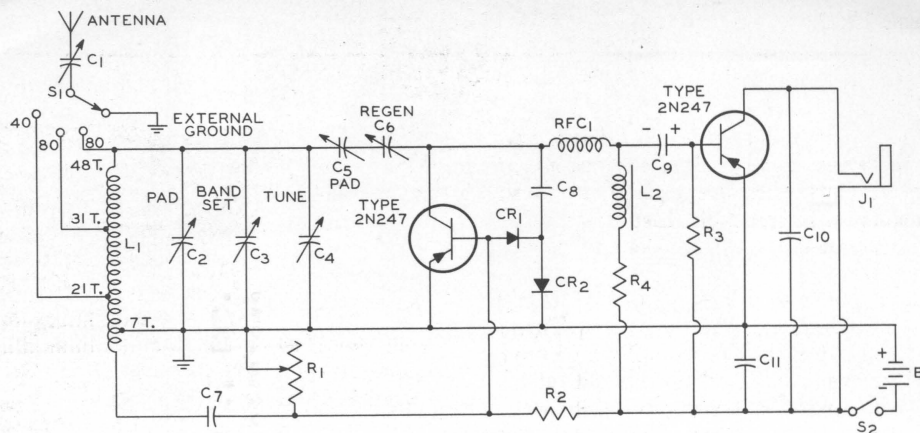 ANTENNA
C1
S1
EXTERNAL
GROUND
40
80
80
48T.
31T.
21T.
7T.
L1
PAD
C2
BAND
SET
C3
TUNE
C4
C5
PAD
REGEN
C6
TYPE
2N247
CR1
CR2
C8
RFC1
L2
R4
- +
C9
R3
TYPE
2N247
C10
J1
C11
+
B
-
S2
R1
C7
R2